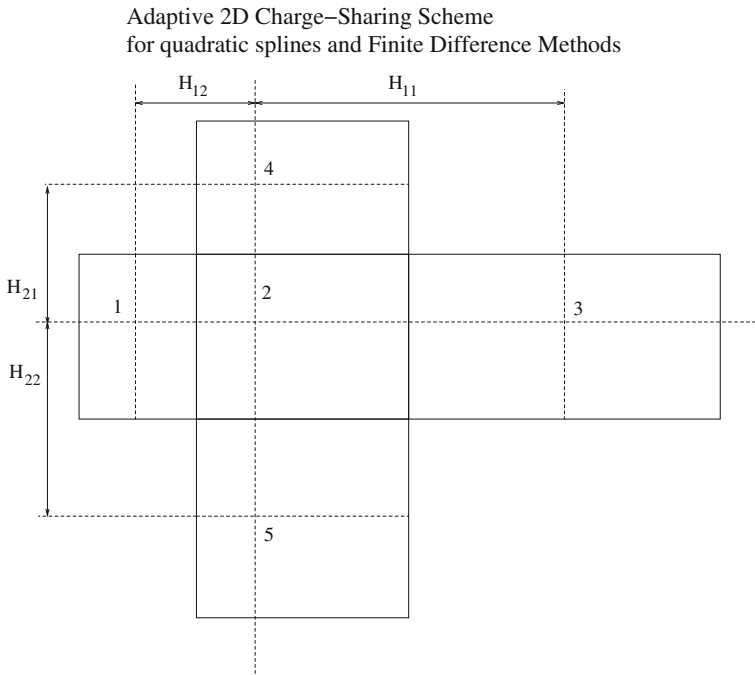 Adaptive 2D Charge−Sharing Scheme
for quadratic splines and Finite Difference Methods
H12 H11
4
H21
1 2 3
H22
5